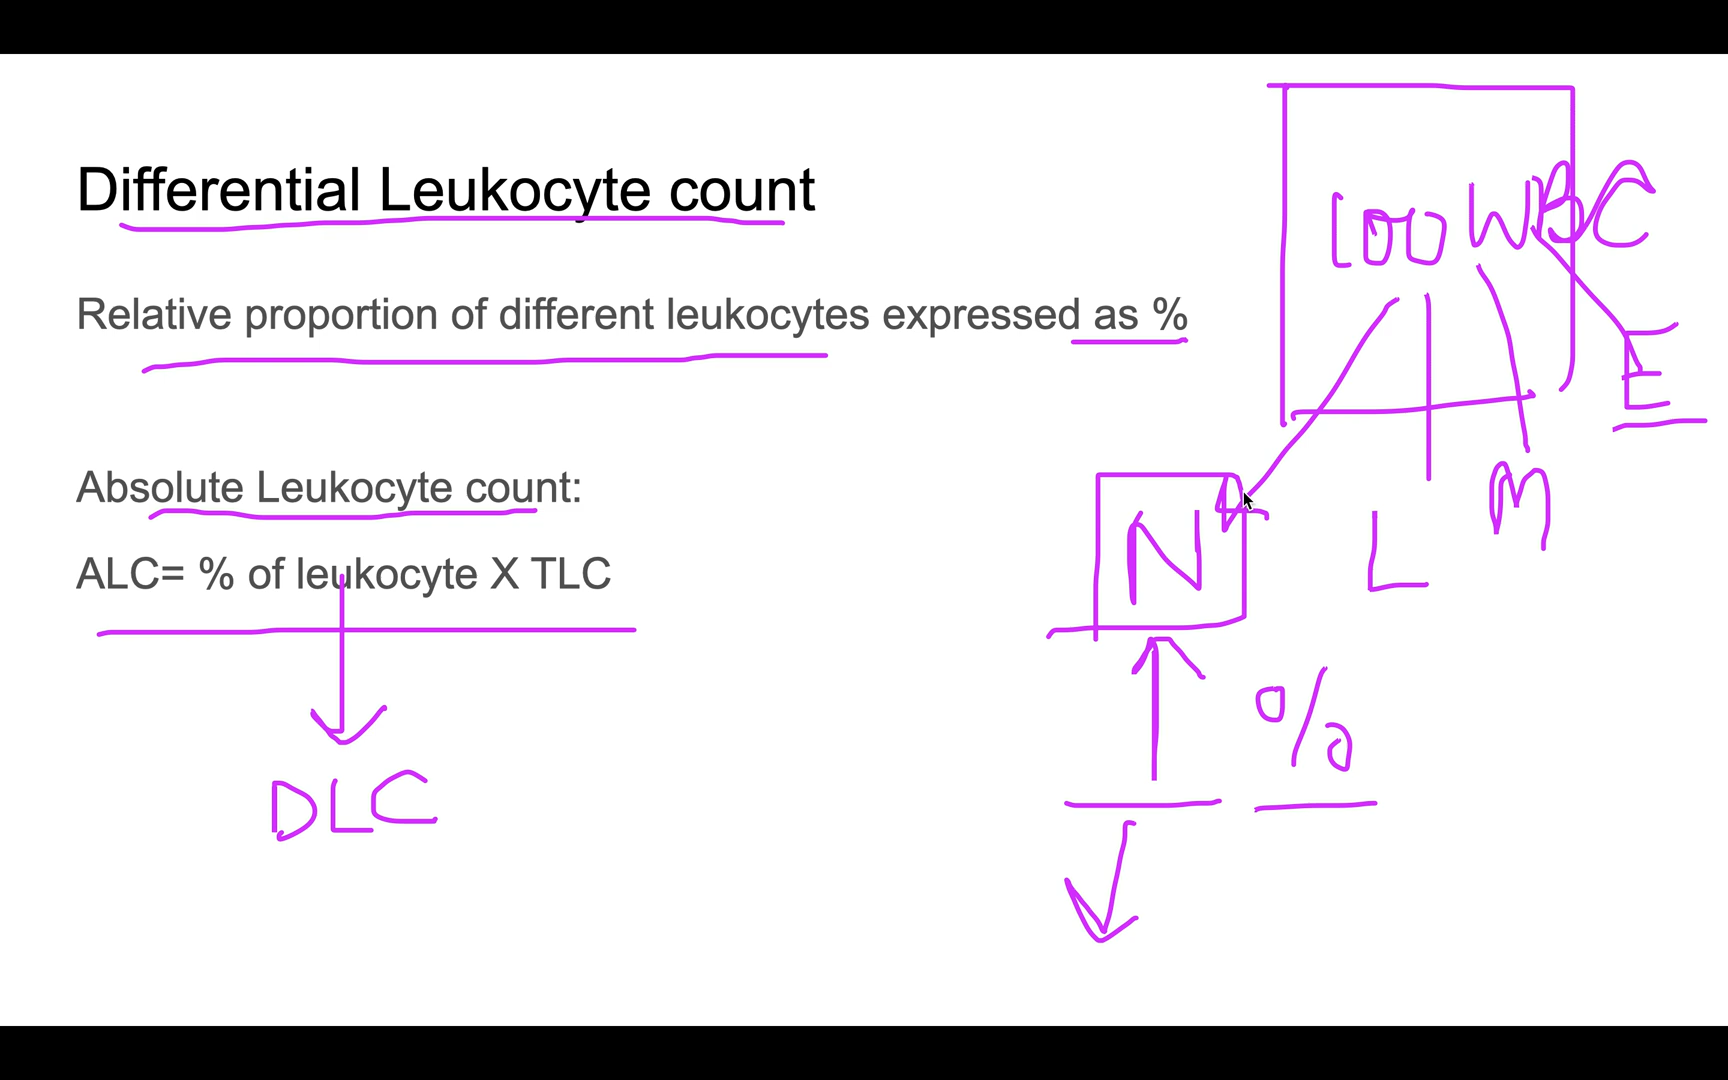 Differential Leukocyte count
Relative proportion of different leukocytes expressed as %
Absolute Leukocyte count:
ALC= % of leukocyte X TLC
DLC
100 WBC
E
m
N
L
%